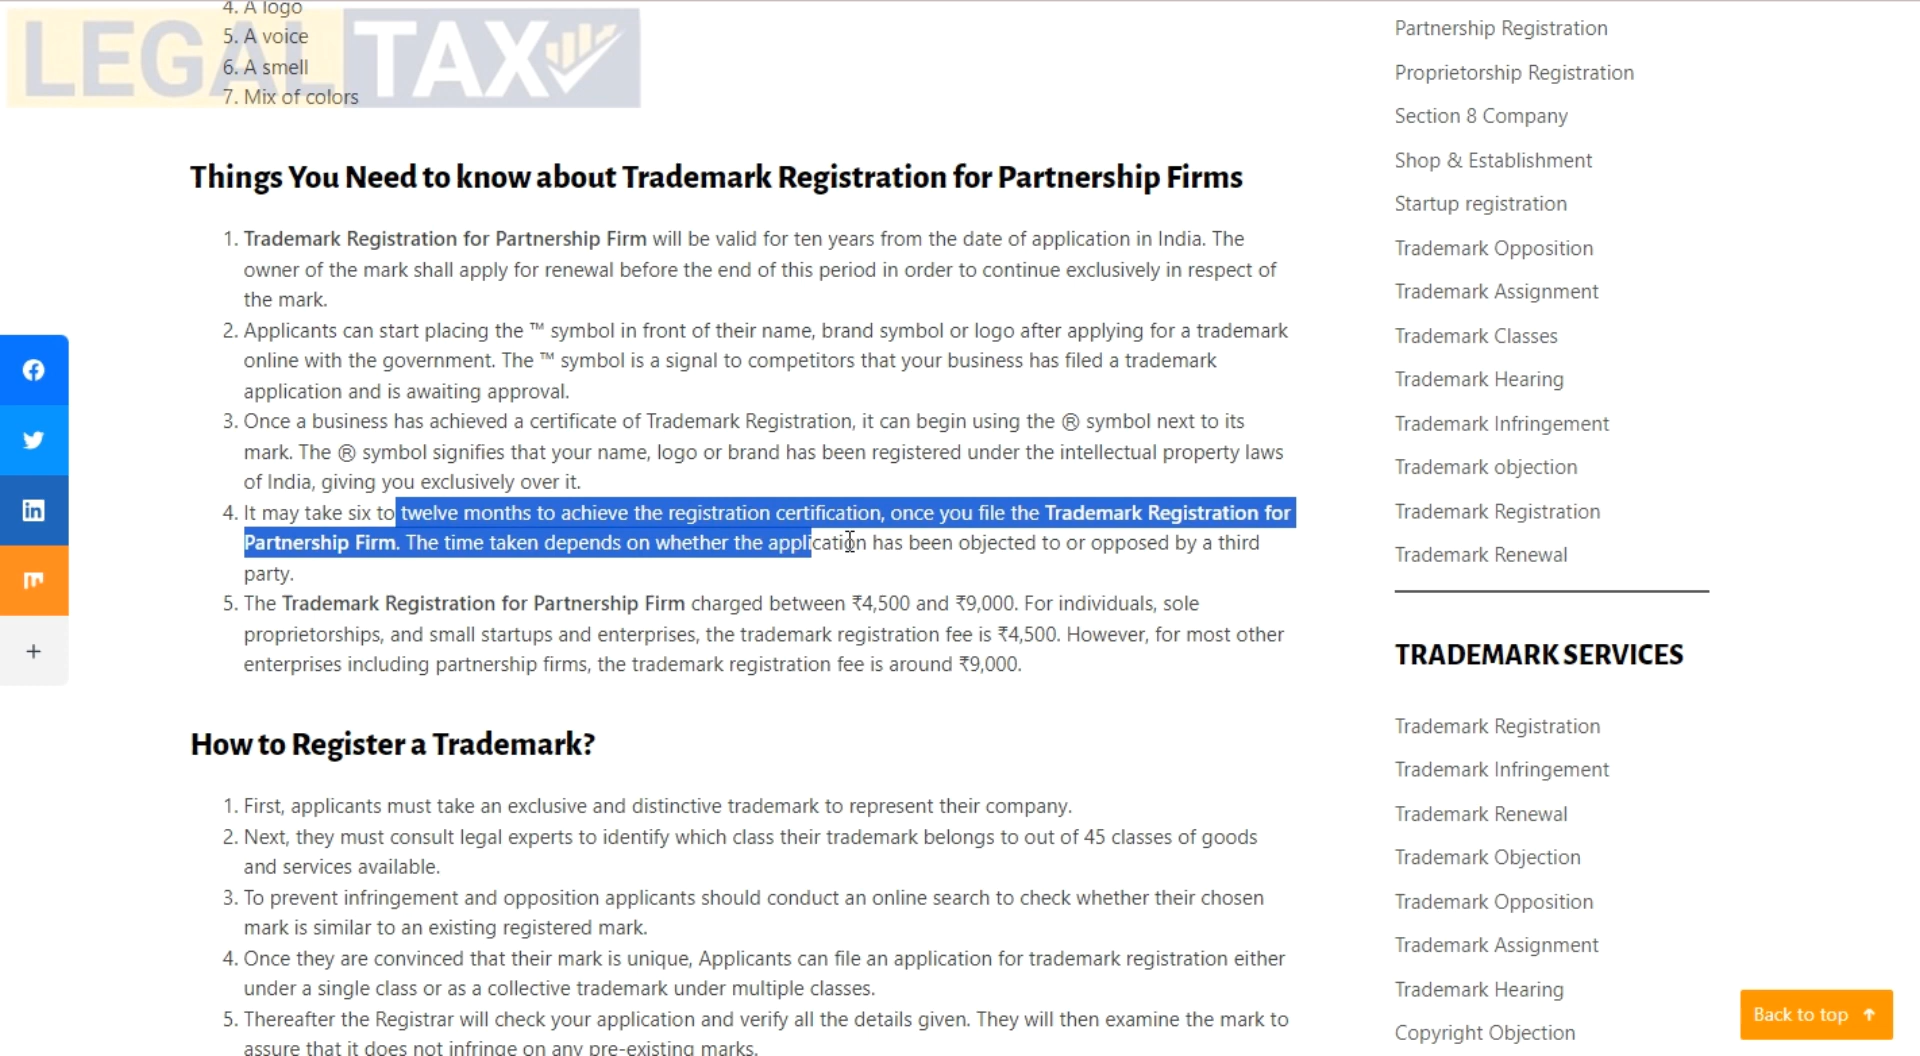 4. A logo
5. A voice
6. A smell
7. Mix of colors
LEGAL TAX
Things You Need to know about Trademark Registration for Partnership Firms
1. Trademark Registration for Partnership Firm will be valid for ten years from the date of application in India. The
owner of the mark shall apply for renewal before the end of this period in order to continue exclusively in respect of
the mark.
2. Applicants can start placing the ™ symbol in front of their name, brand symbol or logo after applying for a trademark
online with the government. The ™ symbol is a signal to competitors that your business has filed a trademark
application and is awaiting approval.
3. Once a business has achieved a certificate of Trademark Registration, it can begin using the ® symbol next to its
mark. The ® symbol signifies that your name, logo or brand has been registered under the intellectual property laws
of India, giving you exclusively over it.
4. It may take six to twelve months to achieve the registration certification, once you file the Trademark Registration for
Partnership Firm. The time taken depends on whether the application has been objected to or opposed by a third
party.
5. The Trademark Registration for Partnership Firm charged between ₹4,500 and ₹9,000. For individuals, sole
proprietorships, and small startups and enterprises, the trademark registration fee is ₹4,500. However, for most other
enterprises including partnership firms, the trademark registration fee is around ₹9,000.
How to Register a Trademark?
1. First, applicants must take an exclusive and distinctive trademark to represent their company.
2. Next, they must consult legal experts to identify which class their trademark belongs to out of 45 classes of goods
and services available.
3. To prevent infringement and opposition applicants should conduct an online search to check whether their chosen
mark is similar to an existing registered mark.
4. Once they are convinced that their mark is unique, Applicants can file an application for trademark registration either
under a single class or as a collective trademark under multiple classes.
5. Thereafter the Registrar will check your application and verify all the details given. They will then examine the mark to
assure that it does not infringe on any pre-existing marks.
Partnership Registration
Proprietorship Registration
Section 8 Company
Shop & Establishment
Startup registration
Trademark Opposition
Trademark Assignment
Trademark Classes
Trademark Hearing
Trademark Infringement
Trademark objection
Trademark Registration
Trademark Renewal
TRADEMARK SERVICES
Trademark Registration
Trademark Infringement
Trademark Renewal
Trademark Objection
Trademark Opposition
Trademark Assignment
Trademark Hearing
Copyright Objection
Back to top